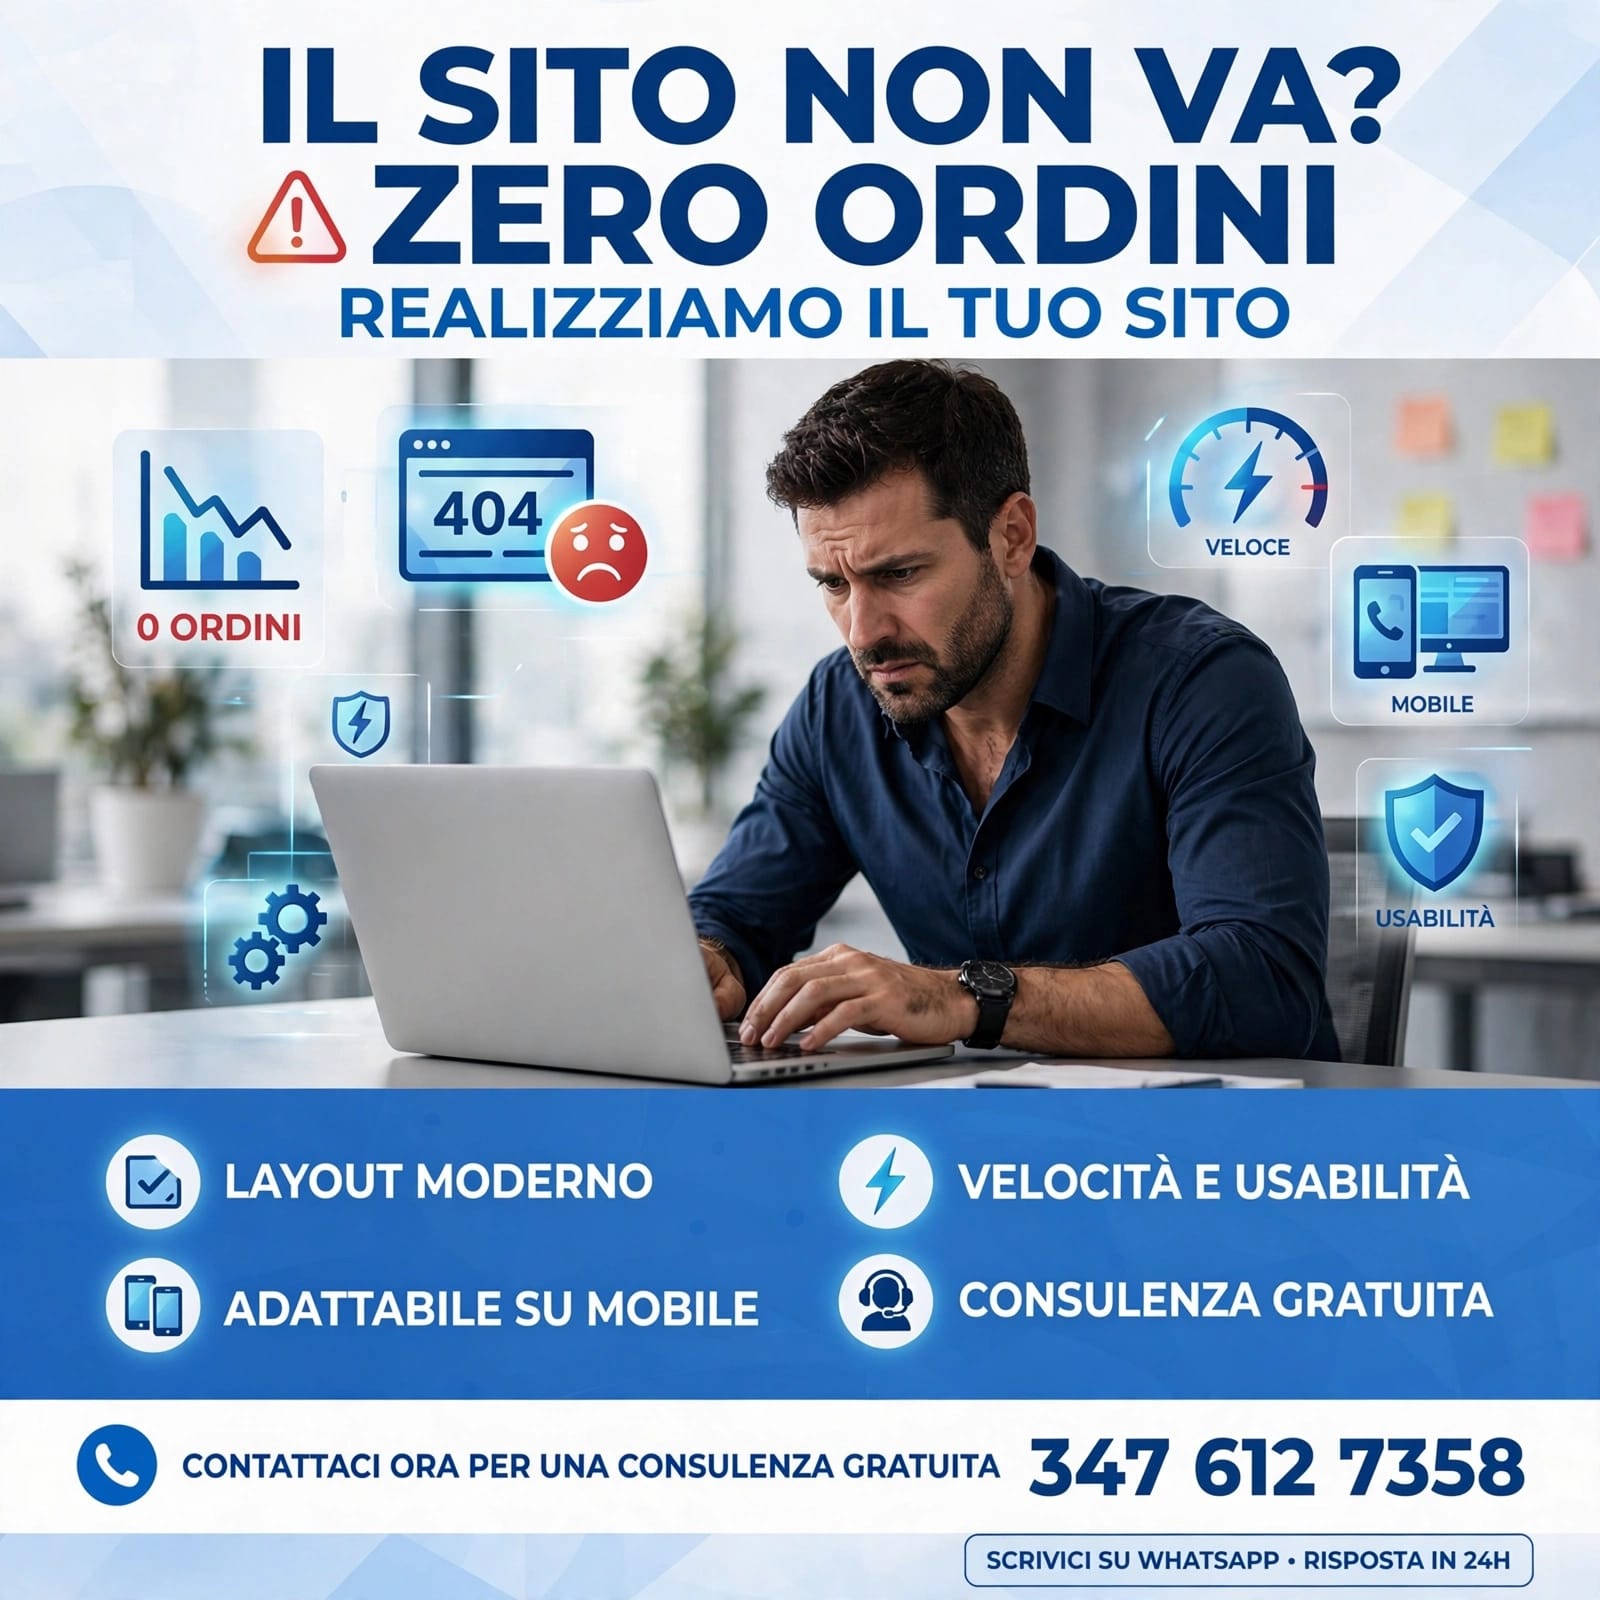 IL SITO NON VA?
ZERO ORDINI
REALIZZIAMO IL TUO SITO
0 ORDINI
404
VELOCE
MOBILE
USABILITÀ
LAYOUT MODERNO
VELOCITÀ E USABILITÀ
ADATTABILE SU MOBILE
CONSULENZA GRATUITA
CONTATTACI ORA PER UNA CONSULENZA GRATUITA 347 612 7358
SCRIVICI SU WHATSAPP • RISPOSTA IN 24H